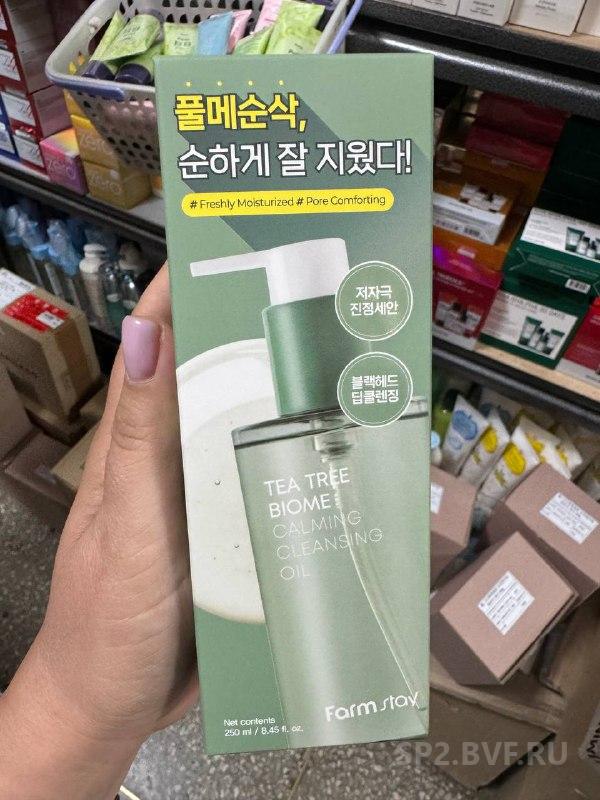 풀메순삭,
순하게 잘 지웠다!
# Freshly Moisturized # Pore Comforting
저자극
진정세안
블랙헤드
딥클렌징
TEA TREE
BIOME
CALMING
CLEANSING
OIL
Farm stay
Net contents
250 ml / 8.45 fl. oz.
SP2.BVF.RU